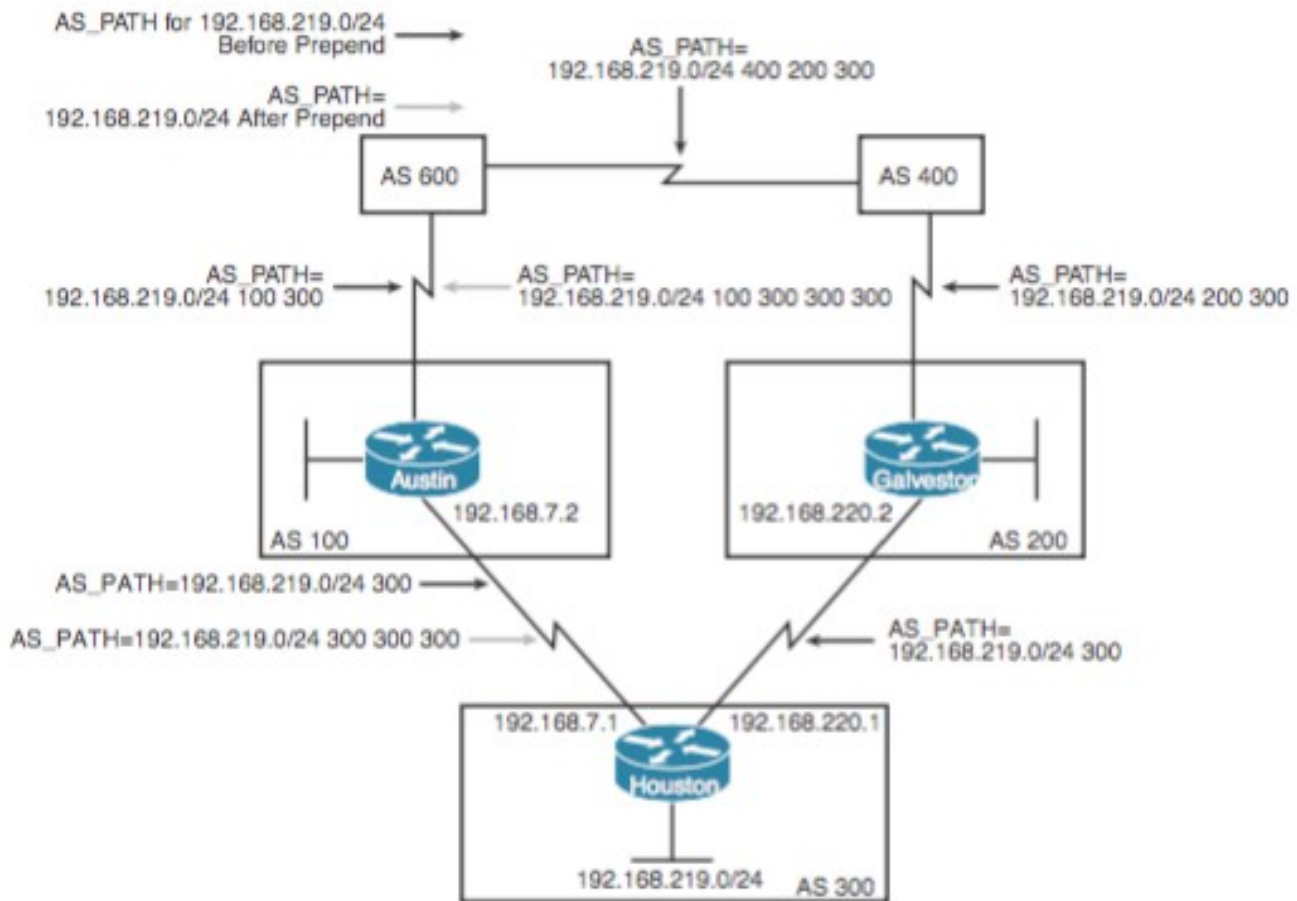 AS_PATH for 192.168.219.0/24
Before Prepend
AS_PATH=
192.168.219.0/24 400 200 300
AS_PATH=
192.168.219.0/24 After Prepend
AS 600
AS 400
AS_PATH=
192.168.219.0/24 100 300
AS_PATH=
192.168.219.0/24 100 300 300 300
AS_PATH=
192.168.219.0/24 200 300
Austin
Galveston
192.168.7.2
192.168.220.2
AS 100
AS 200
AS_PATH=192.168.219.0/24 300
AS_PATH=192.168.219.0/24 300 300 300
AS_PATH=
192.168.219.0/24 300
192.168.7.1
192.168.220.1
Houston
192.168.219.0/24
AS 300